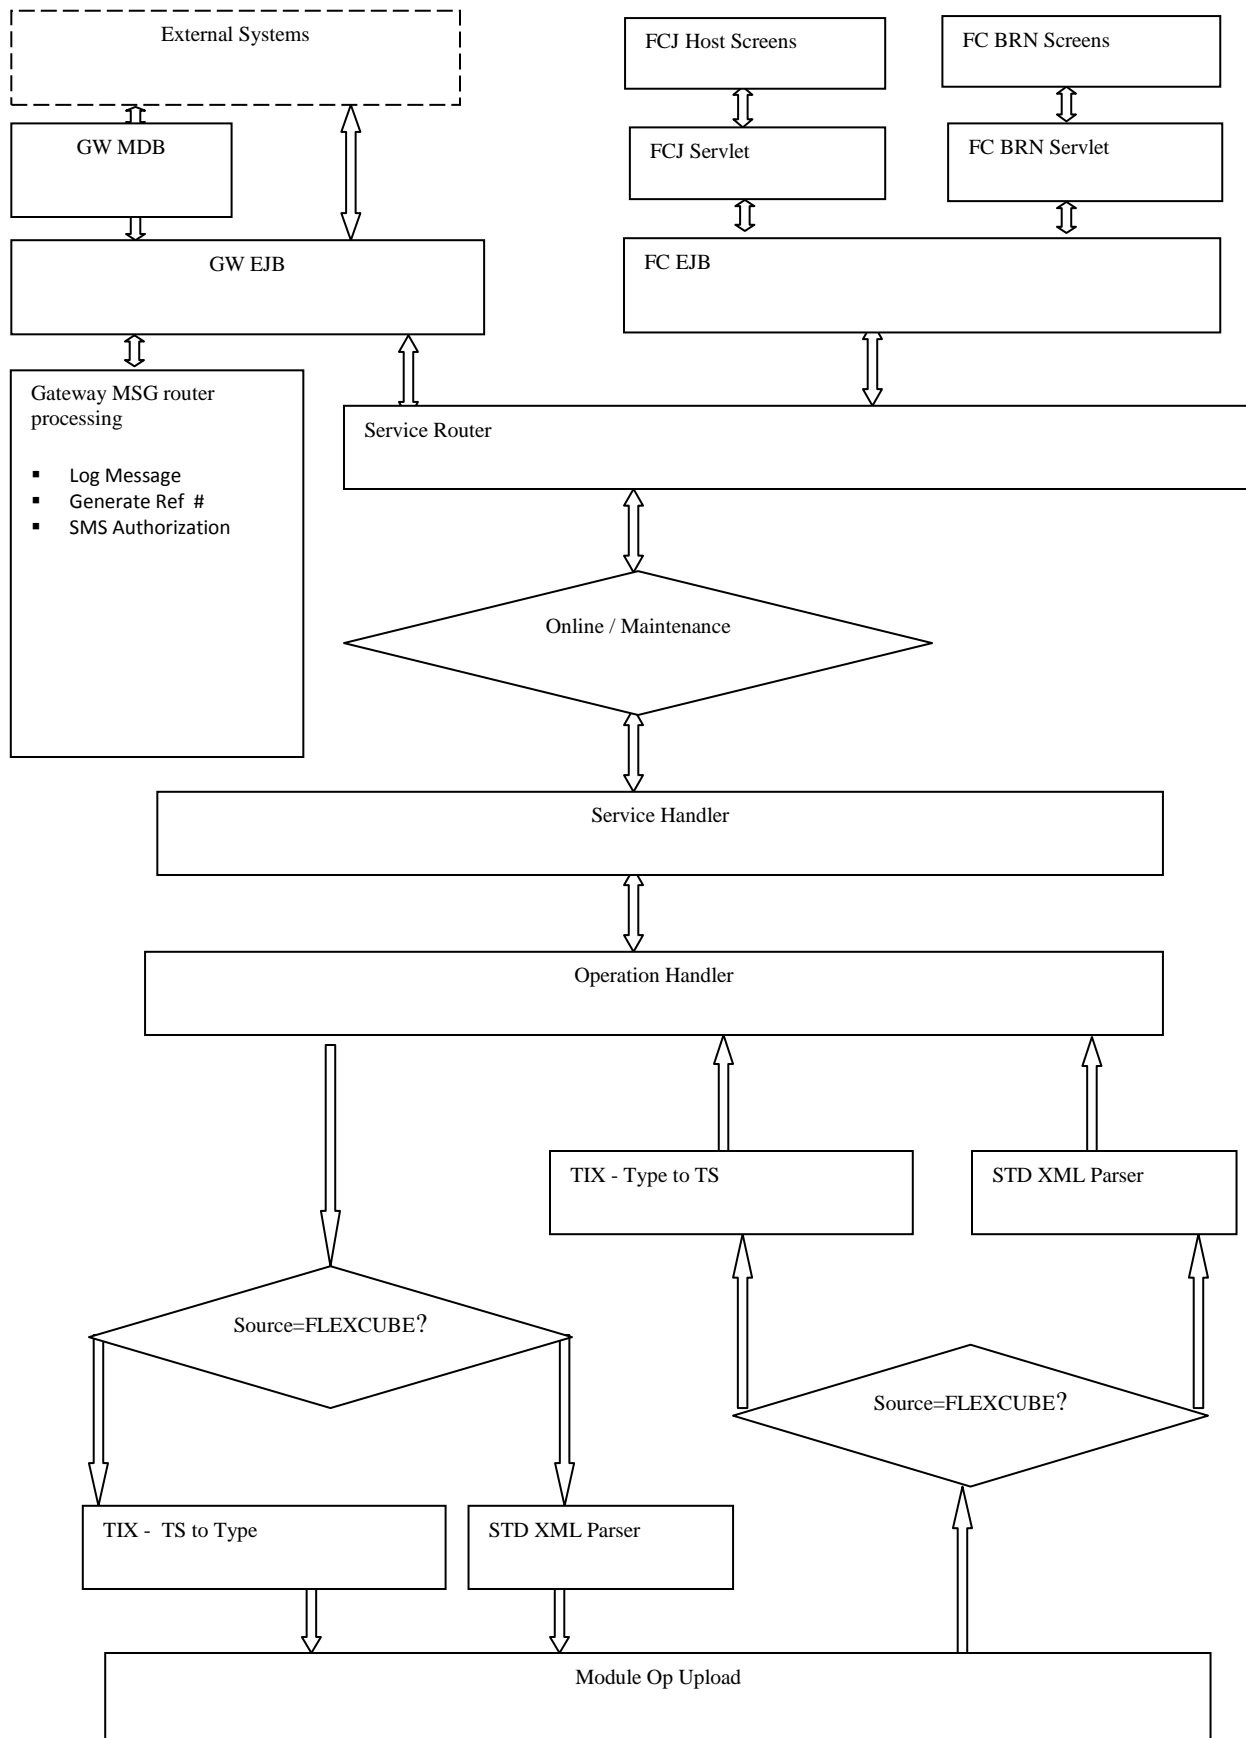 External Systems
FCJ Host Screens
FC BRN Screens
GW MDB
FCJ Servlet
FC BRN Servlet
GW EJB
FC EJB
Gateway MSG router
processing
▪ Log Message
▪ Generate Ref #
▪ SMS Authorization
Service Router
Online / Maintenance
Service Handler
Operation Handler
TIX - Type to TS
STD XML Parser
Source=FLEXCUBE?
Source=FLEXCUBE?
TIX - TS to Type
STD XML Parser
Module Op Upload